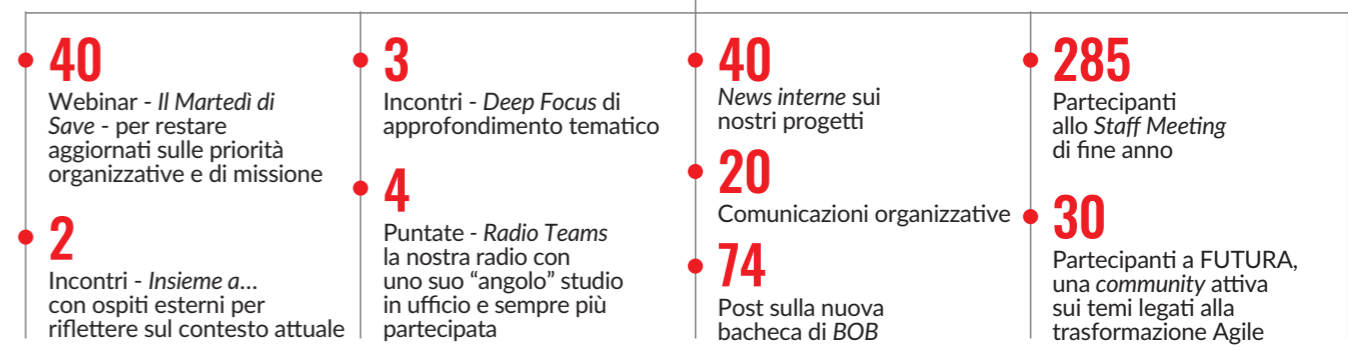 40
Webinar - Il Martedì di
Save - per restare
aggiornati sulle priorità
organizzative e di missione
2
Incontri - Insieme a...
con ospiti esterni per
riflettere sul contesto attuale
3
Incontri - Deep Focus di
approfondimento tematico
4
Puntate - Radio Teams
la nostra radio con
uno suo “angolo” studio
in ufficio e sempre più
partecipata
40
News interne sui
nostri progetti
20
Comunicazioni organizzative
74
Post sulla nuova
bacheca di BOB
285
Partecipanti
allo Staff Meeting
di fine anno
30
Partecipanti a FUTURA,
una community attiva
sui temi legati alla
trasformazione Agile